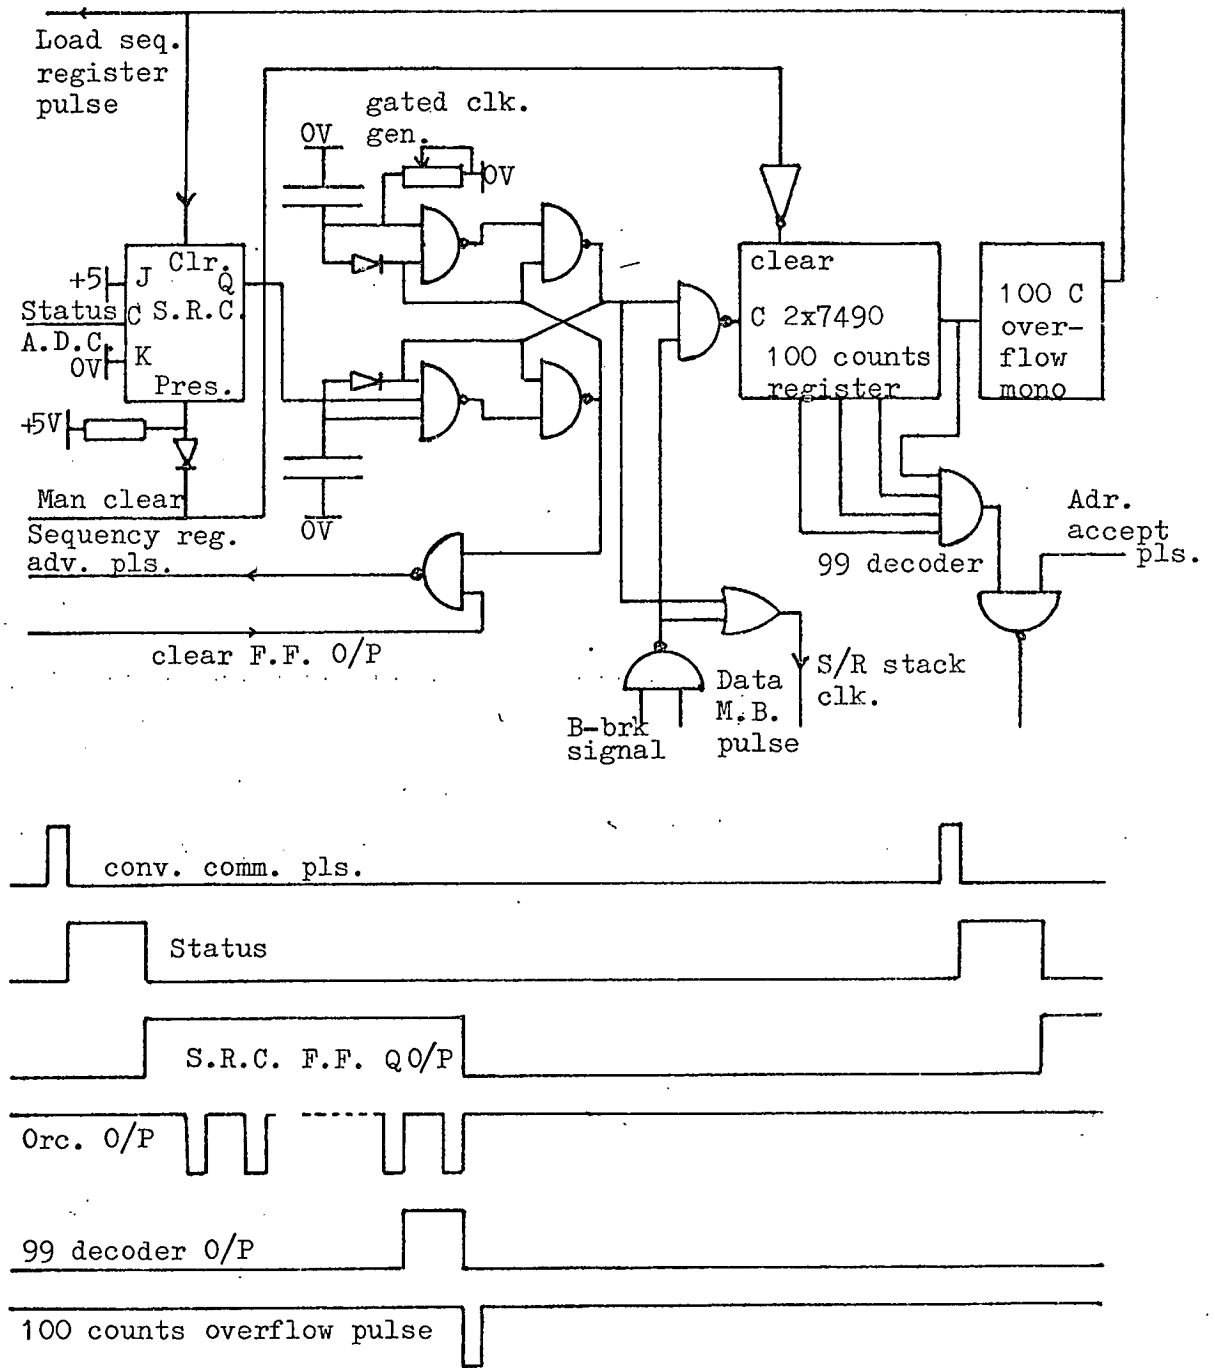 Load seq.
register
pulse
gated clk.
gen.
0V
0V
Clr.
+5
J
Q
Status
C
S.R.C.
A.D.C.
0V
K
Pres.
+5V
Man clear
0V
Sequency reg.
adv. pls.
clear F.F. O/P
clear
C 2x7490
100 counts
register
100 C
over-
flow
mono
99 decoder
Adr.
accept
pls.
B-brk
signal
Data
M.B.
pulse
S/R stack
clk.
conv. comm. pls.
Status
S.R.C. F.F. Q O/P
Orc. O/P
99 decoder O/P
100 counts overflow pulse